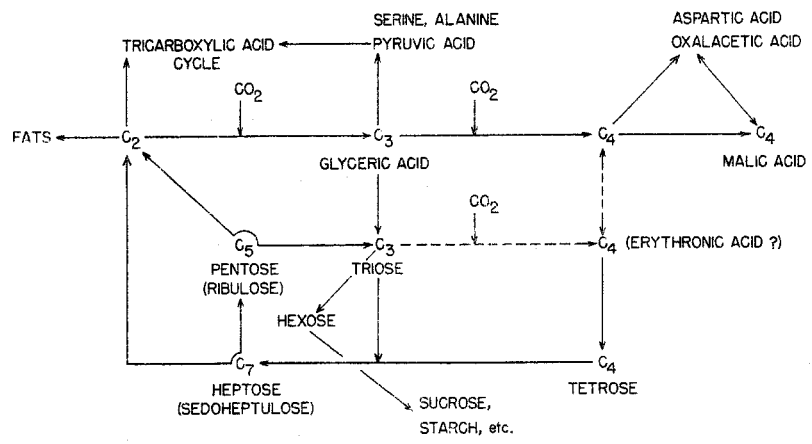 SERINE, ALANINE
PYRUVIC ACID
ASPARTIC ACID
OXALACETIC ACID
TRICARBOXYLIC ACID
CYCLE
CO2
CO2
FATS
C2
C3
C4
C4
GLYCERIC ACID
MALIC ACID
CO2
C5
C3
C4 (ERYTHRONIC ACID ?)
PENTOSE
(RIBULOSE)
TRIOSE
HEXOSE
C7
C4
HEPTOSE
(SEDOHEPTULOSE)
TETROSE
SUCROSE,
STARCH, etc.